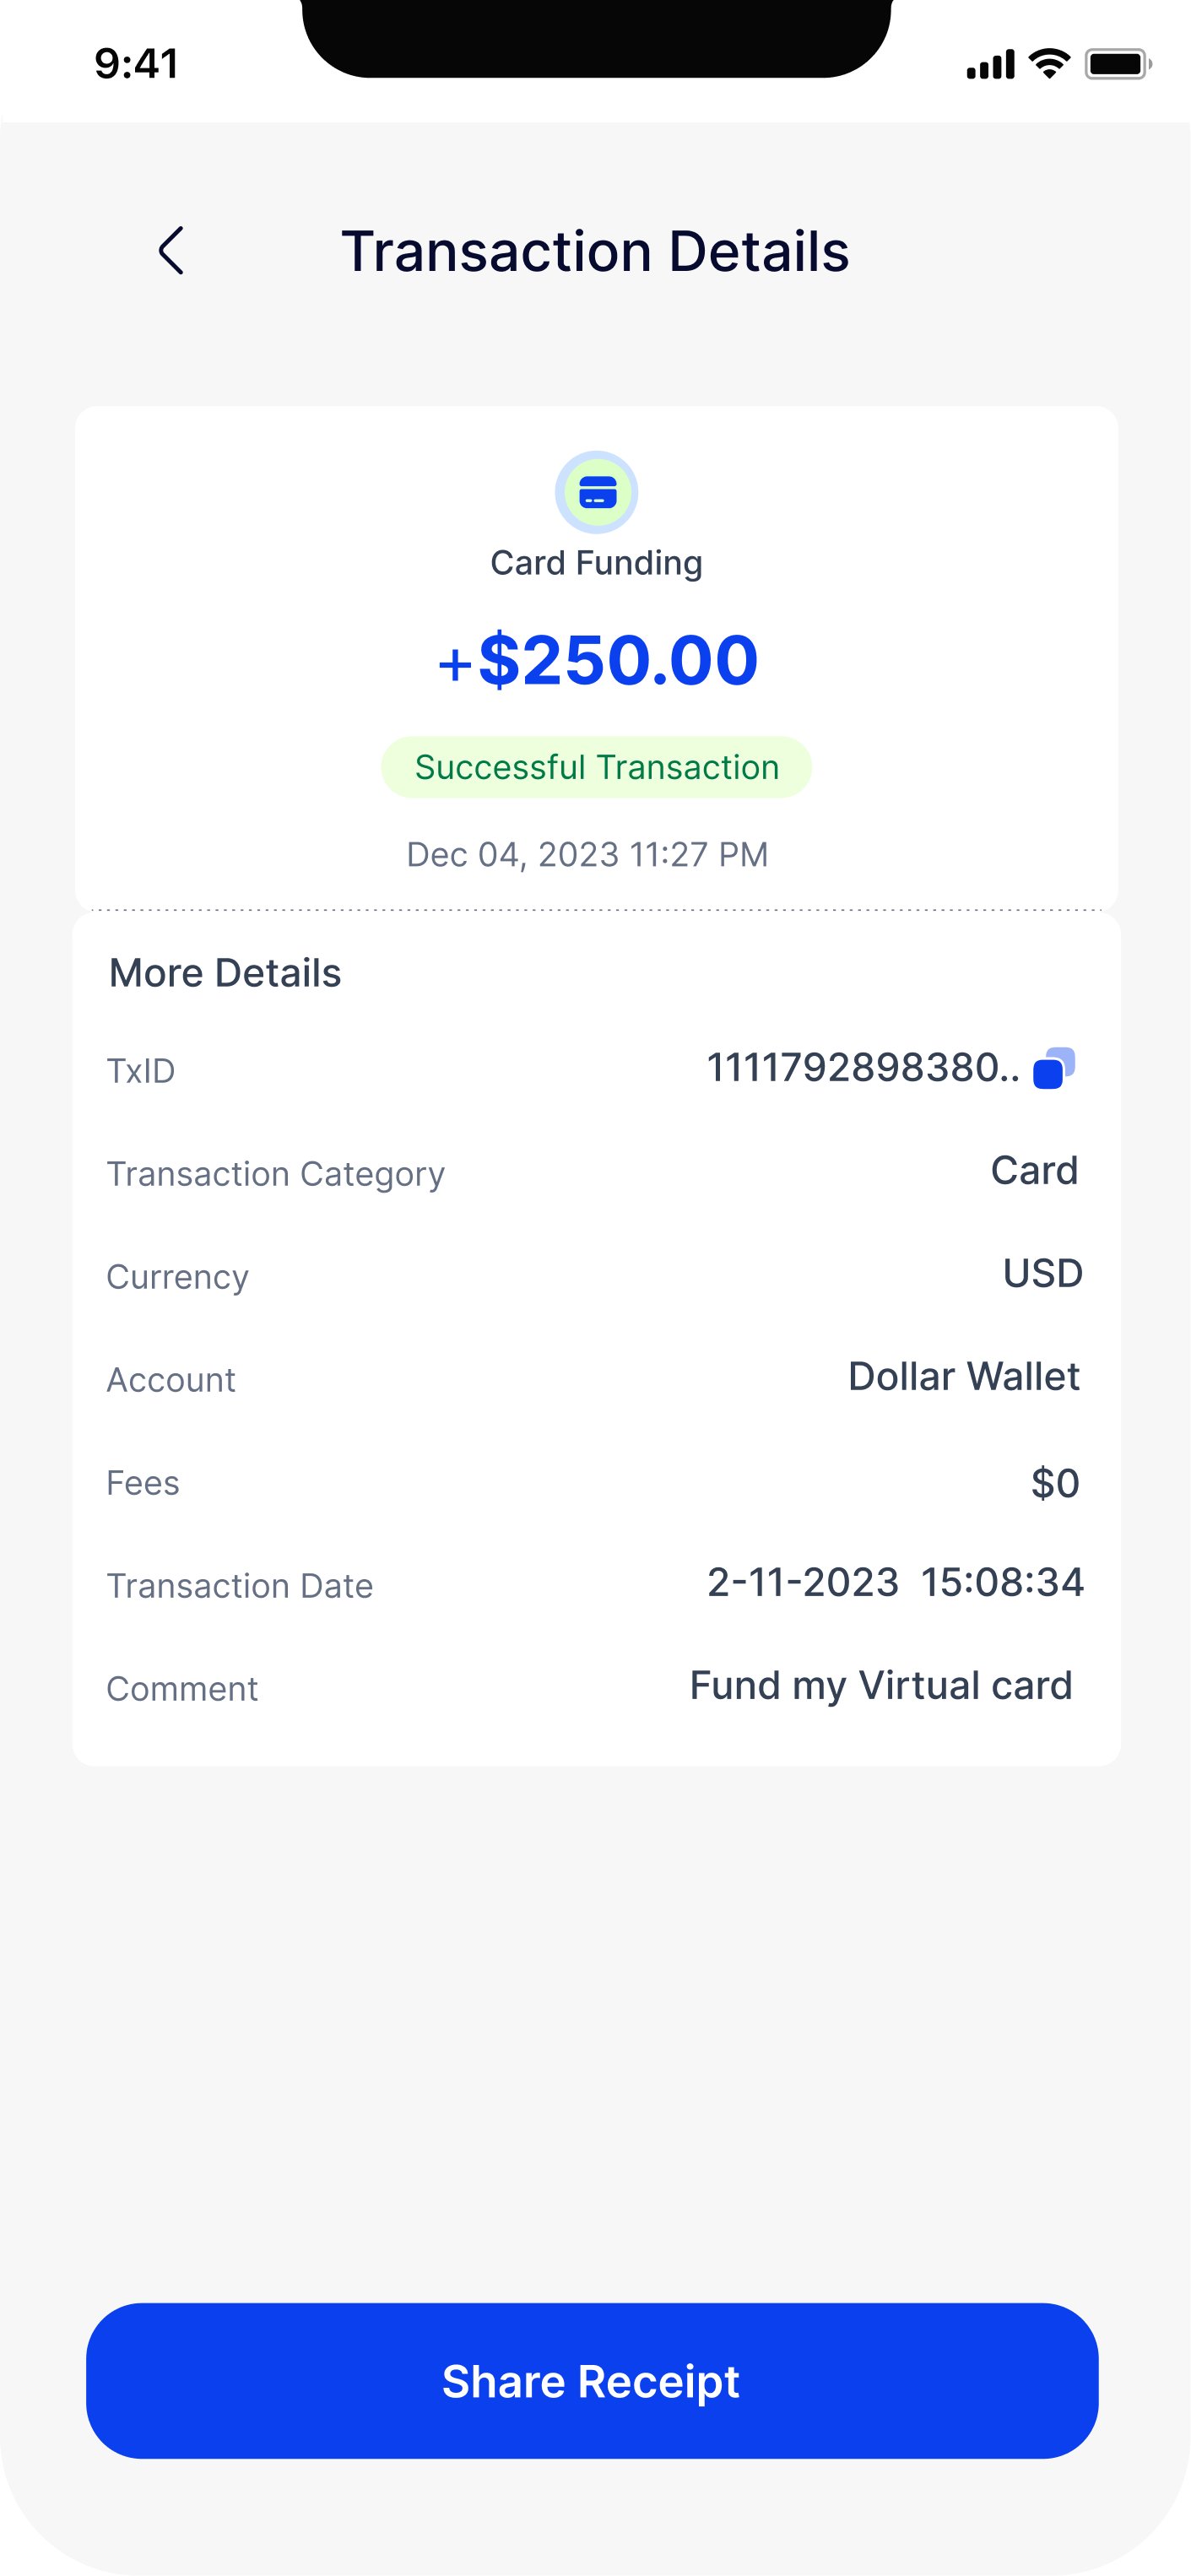 9:41
Transaction Details
Card Funding
+$250.00
Successful Transaction
Dec 04, 2023 11:27 PM
More Details
TxID 1111792898380..
Transaction Category Card
Currency USD
Account Dollar Wallet
Fees $0
Transaction Date 2-11-2023 15:08:34
Comment Fund my Virtual card
Share Receipt